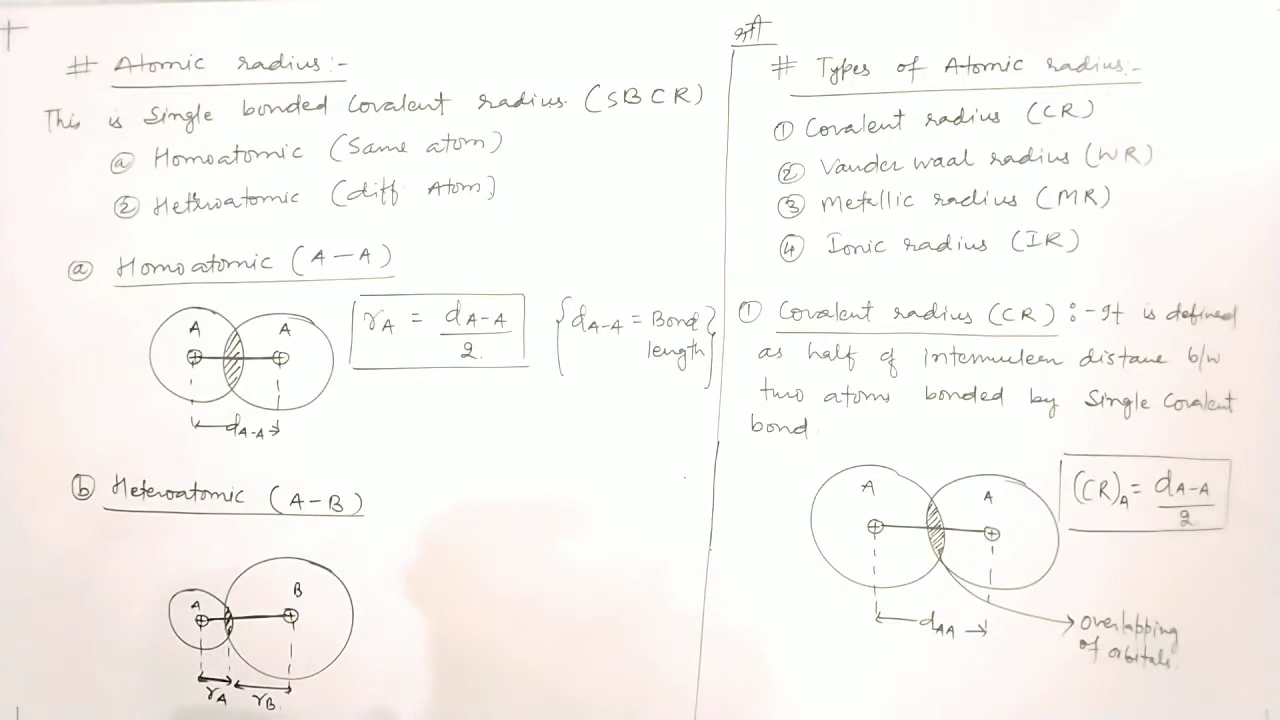 # Atomic radius:-
This is Single bonded Covalent radius. (SBCR)
ⓐ Homoatomic (Same atom)
② Heteroatomic (diff. Atom)
ⓐ Homoatomic (A-A)
A A
rA = dA-A / 2.
{dA-A = Bond length}
dA-A
ⓑ Heteroatomic (A-B)
A B
rA rB
# Types of Atomic radius:-
① Covalent radius (CR)
② Vander waal radius (WR)
③ Metallic radius (MR)
④ Ionic radius (IR)
① Covalent radius (CR) :- It is defined
as half of distane b/w
two atoms bonded by Single Covalent
bond.
A A
(CR)A = dA-A / 2
dAA
overlapping
of orbitals.